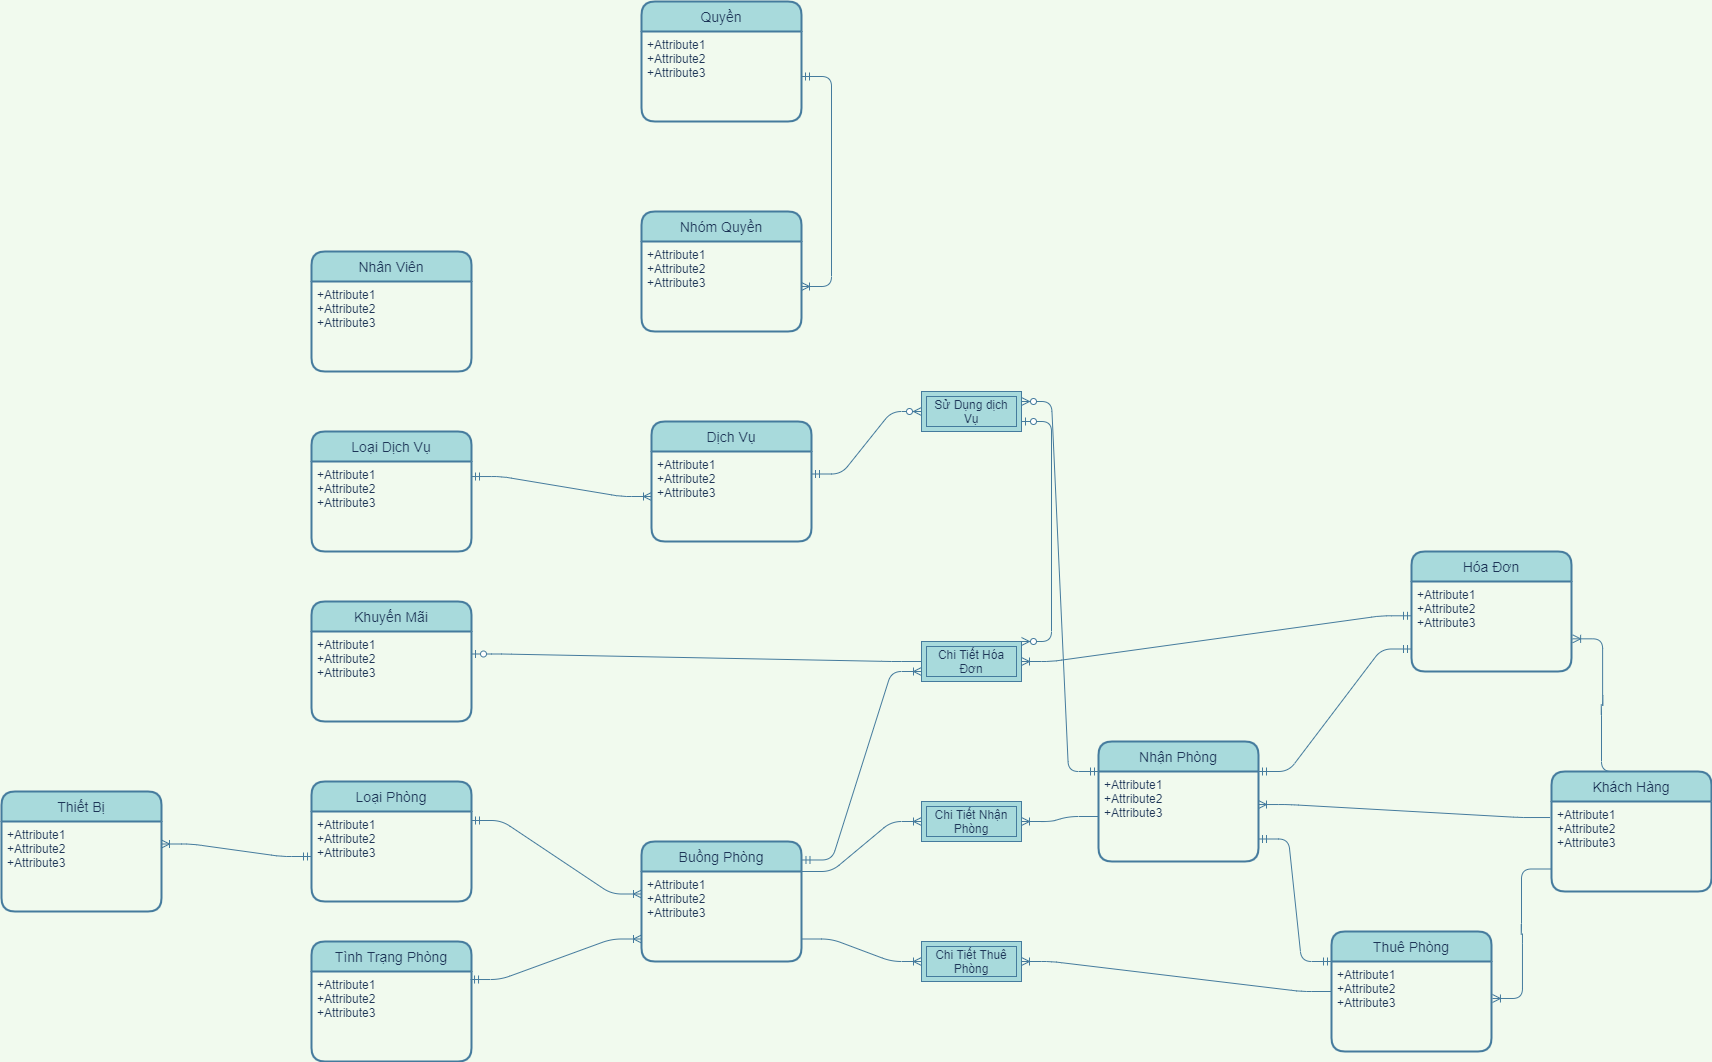 Quyền
+Attribute1
+Attribute2
+Attribute3
Nhóm Quyền
+Attribute1
+Attribute2
+Attribute3
Nhân Viên
+Attribute1
+Attribute2
+Attribute3
Sử Dụng dịch
Vụ
Dịch Vụ
+Attribute1
+Attribute2
+Attribute3
Loại Dịch Vụ
+Attribute1
+Attribute2
+Attribute3
Hóa Đơn
+Attribute1
+Attribute2
+Attribute3
Khuyến Mãi
+Attribute1
+Attribute2
+Attribute3
Chi Tiết Hóa
Đơn
Nhận Phòng
+Attribute1
+Attribute2
+Attribute3
Khách Hàng
+Attribute1
+Attribute2
+Attribute3
Loại Phòng
+Attribute1
+Attribute2
+Attribute3
Thiết Bị
+Attribute1
+Attribute2
+Attribute3
Chi Tiết Nhận
Phòng
Buồng Phòng
+Attribute1
+Attribute2
+Attribute3
Thuê Phòng
+Attribute1
+Attribute2
+Attribute3
Chi Tiết Thuê
Phòng
Tình Trạng Phòng
+Attribute1
+Attribute2
+Attribute3